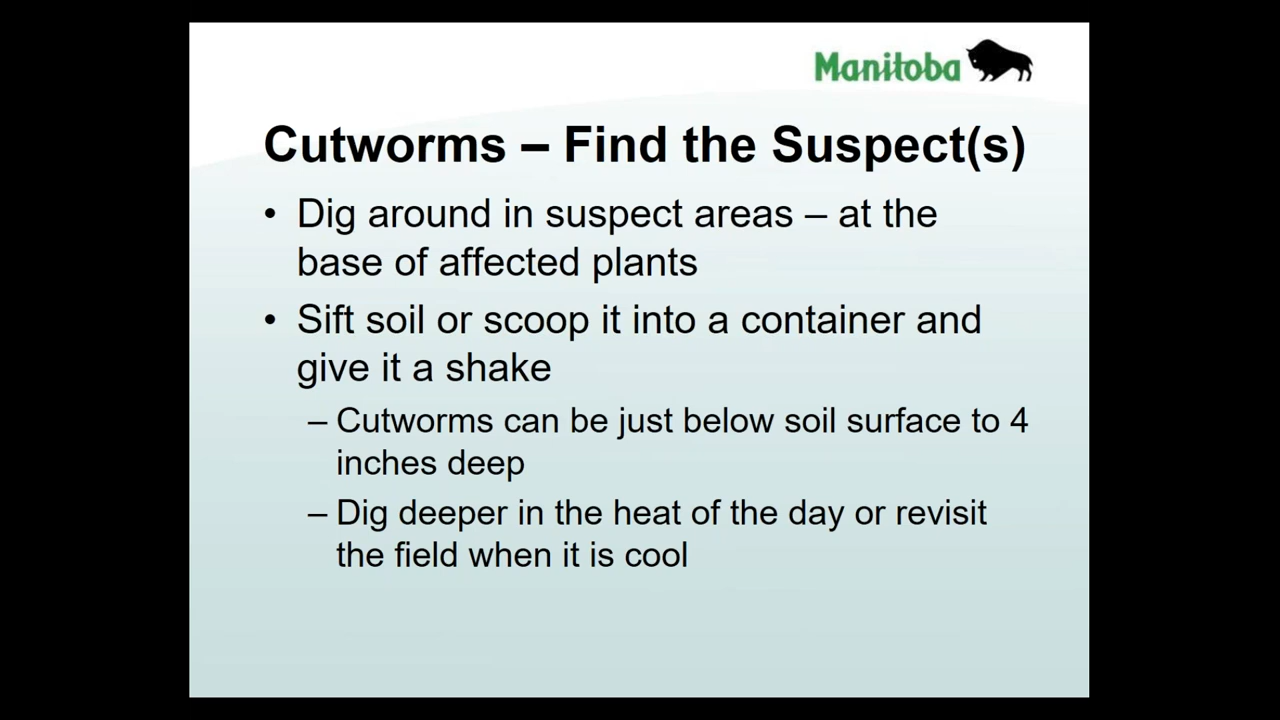 Manitoba
Cutworms – Find the Suspect(s)
• Dig around in suspect areas – at the
base of affected plants
• Sift soil or scoop it into a container and
give it a shake
– Cutworms can be just below soil surface to 4
inches deep
– Dig deeper in the heat of the day or revisit
the field when it is cool